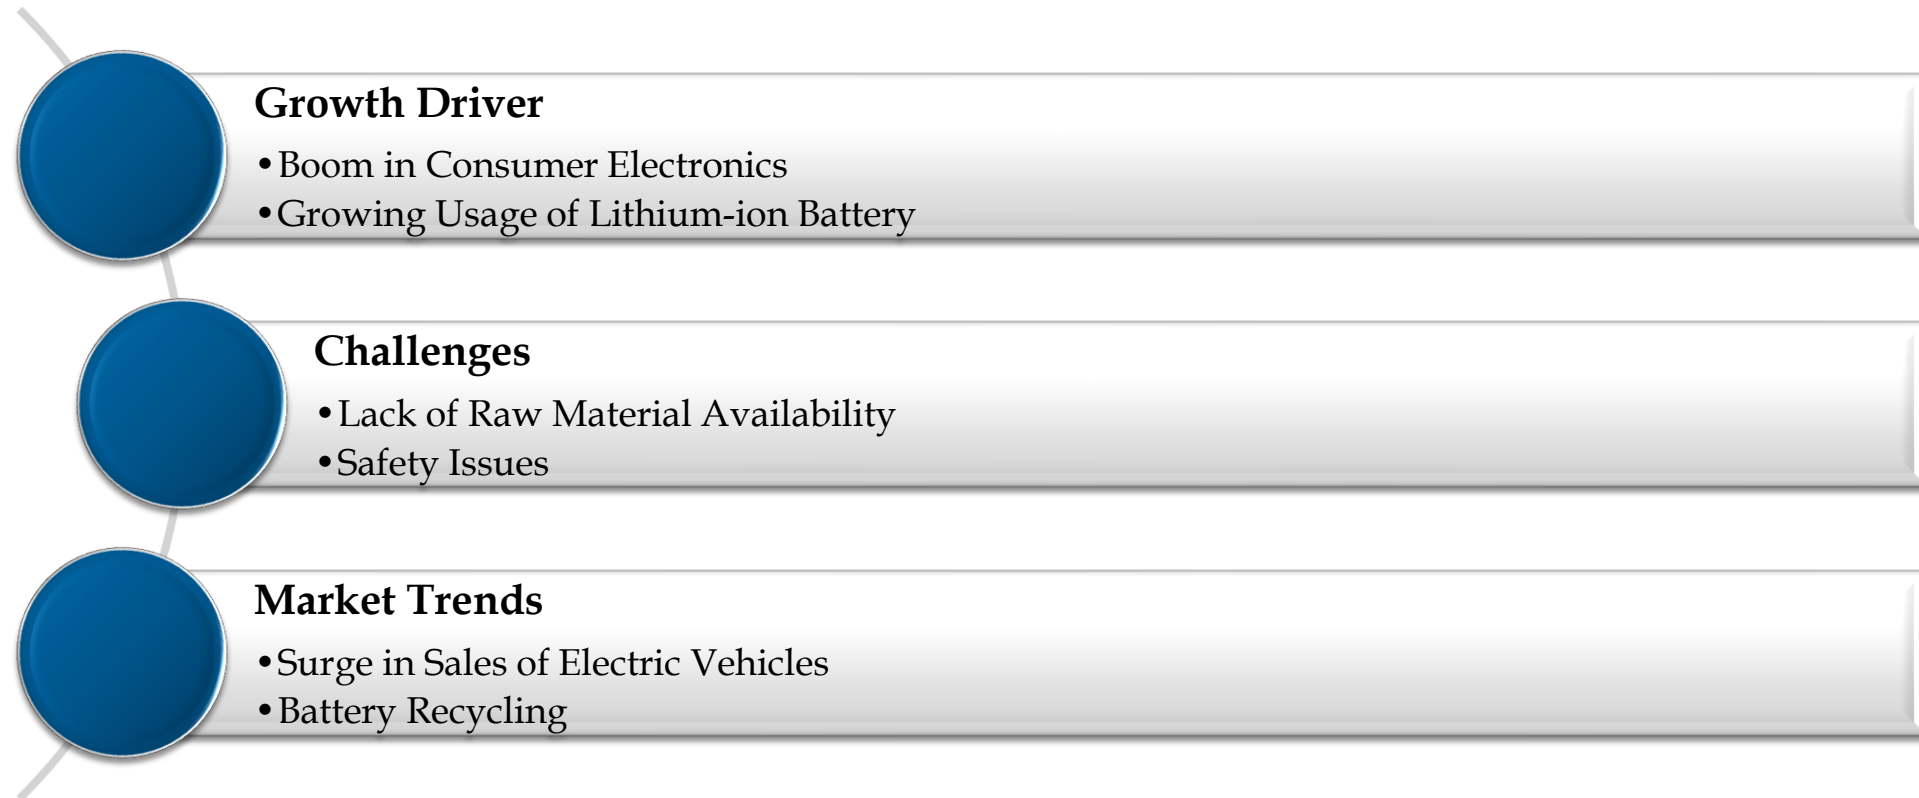 Growth Driver
•Boom in Consumer Electronics
•Growing Usage of Lithium-ion Battery
Challenges
•Lack of Raw Material Availability
•Safety Issues
Market Trends
•Surge in Sales of Electric Vehicles
•Battery Recycling